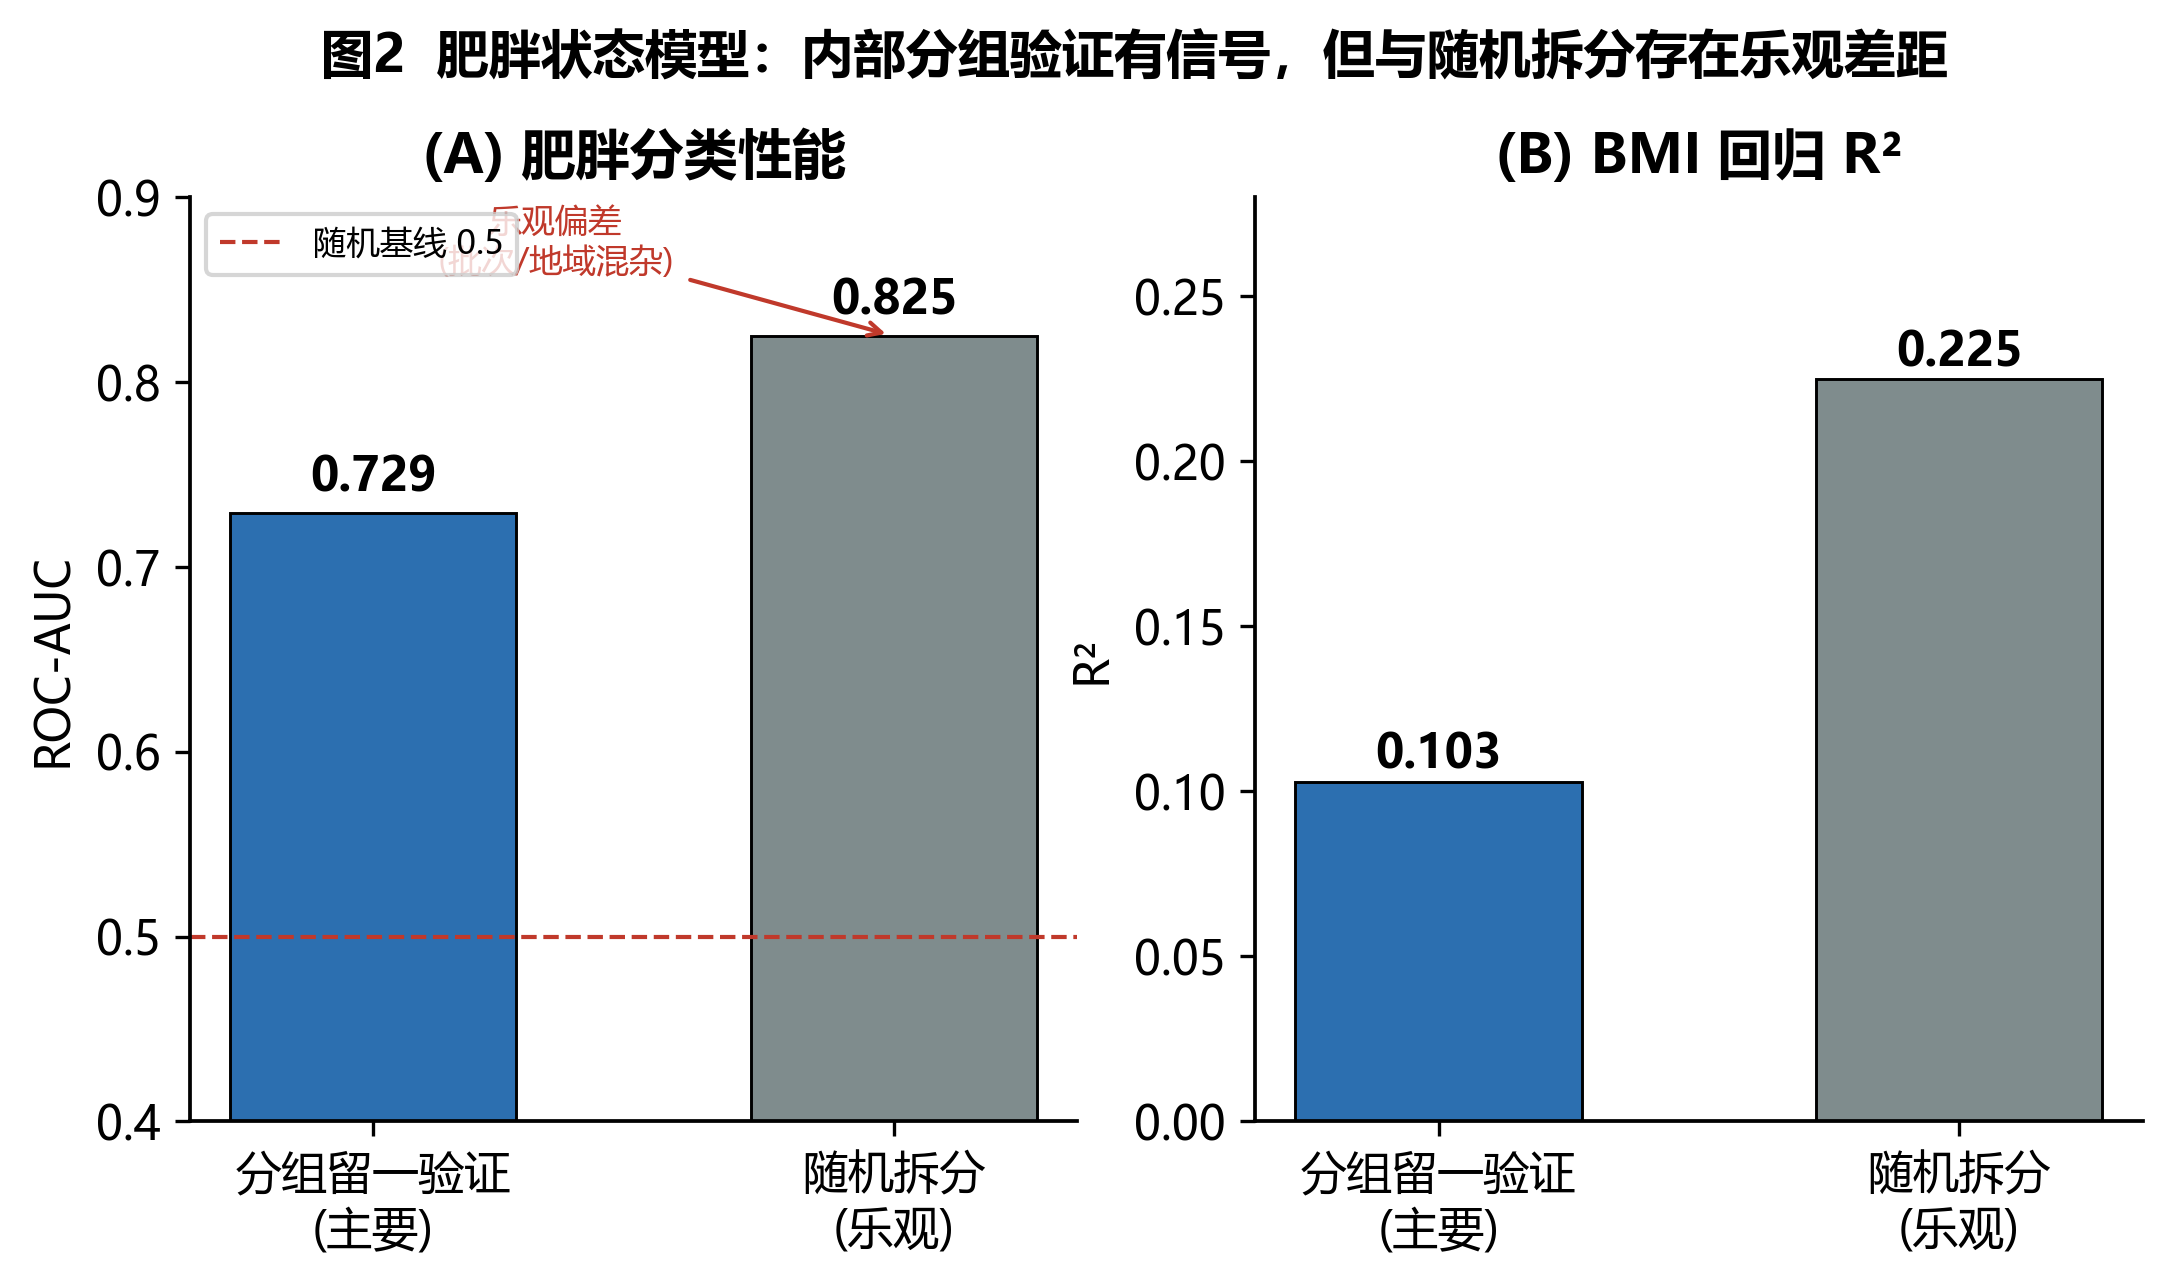 图2  肥胖状态模型：内部分组验证有信号，但与随机拆分存在乐观差距
(A) 肥胖分类性能
0.9
0.8
0.7
0.6
0.5
0.4
ROC-AUC
随机基线 0.5
乐观偏差
(批次/地域混杂)
0.729
0.825
分组留一验证
(主要)
随机拆分
(乐观)
(B) BMI 回归 R²
0.25
0.20
0.15
0.10
0.05
0.00
R²
0.103
0.225
分组留一验证
(主要)
随机拆分
(乐观)